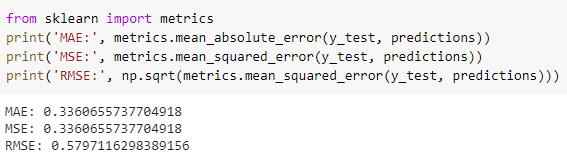 from sklearn import metrics
print('MAE:', metrics.mean_absolute_error(y_test, predictions))
print('MSE:', metrics.mean_squared_error(y_test, predictions))
print('RMSE:', np.sqrt(metrics.mean_squared_error(y_test, predictions)))
MAE: 0.3360655737704918
MSE: 0.3360655737704918
RMSE: 0.5797116298389156